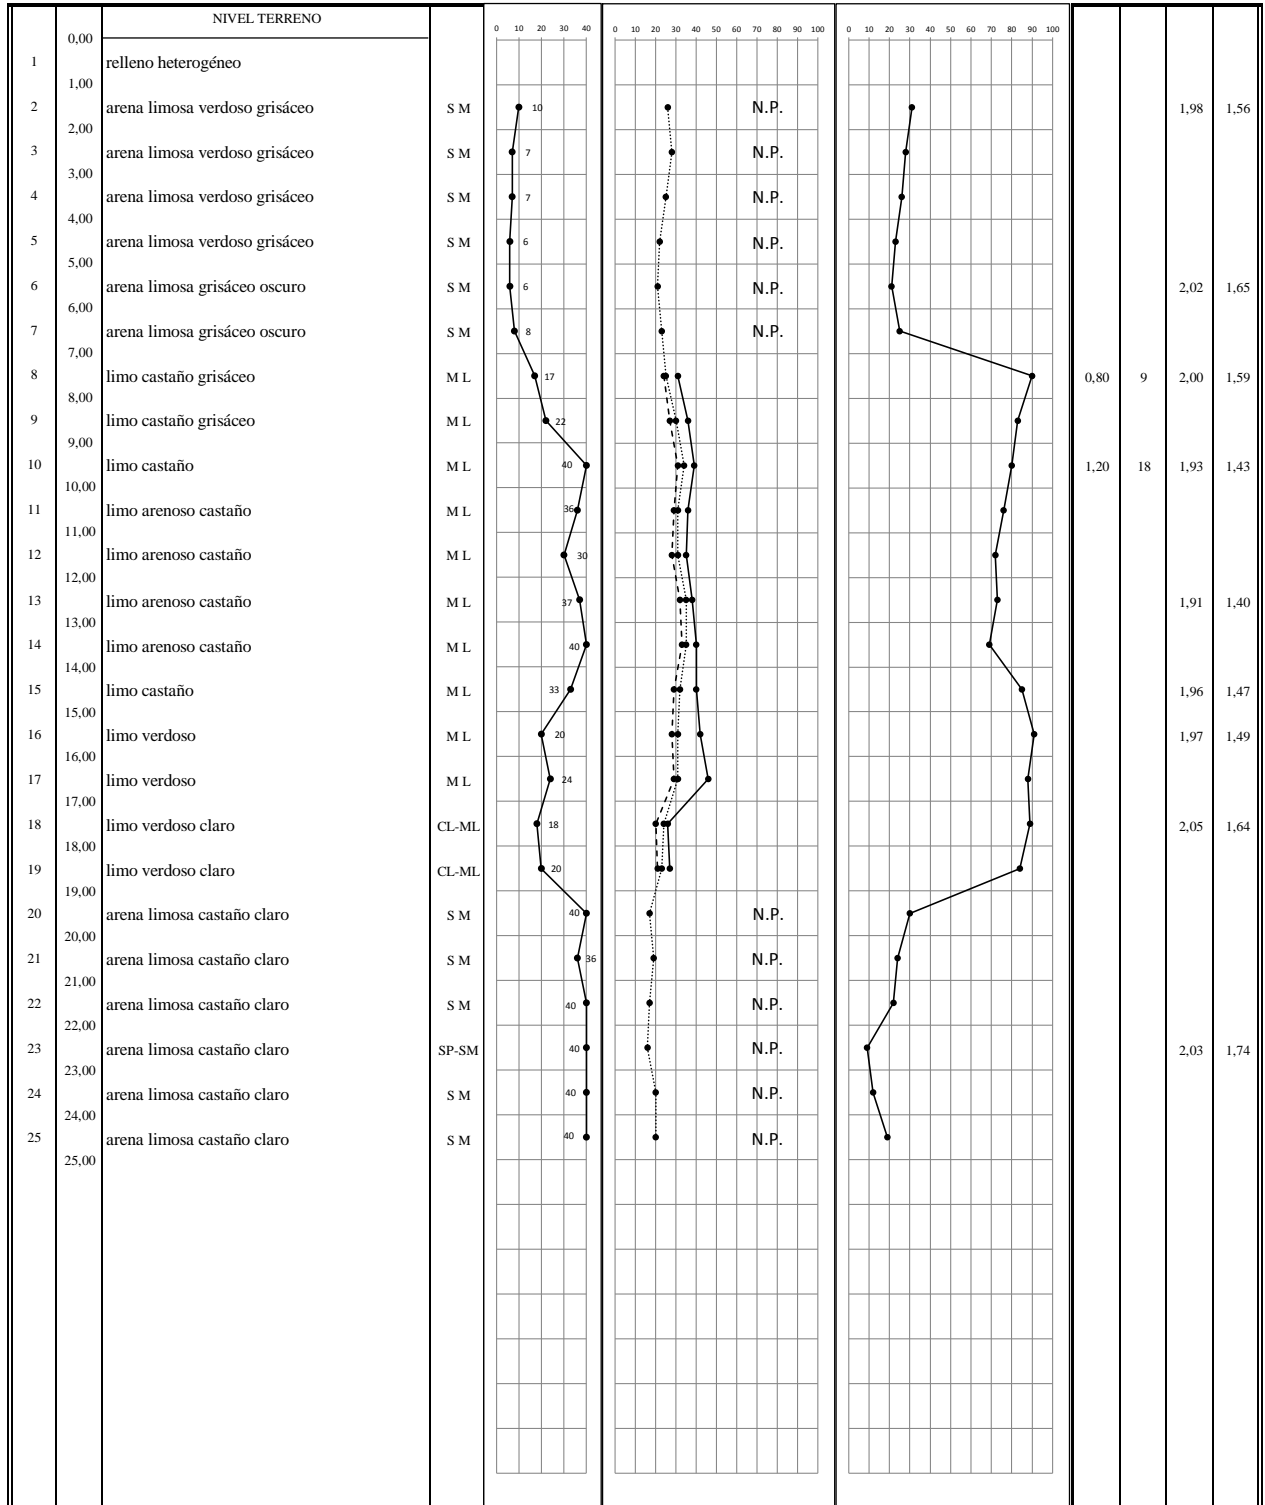 NIVEL TERRENO
0 10 20 30 40 0 10 20 30 40 50 60 70 80 90 100 0 10 20 30 40 50 60 70 80 90 100
0,00
1 relleno heterogéneo
1,00
2 arena limosa verdoso grisáceo S M 10 N.P. 1,98 1,56
2,00
3 arena limosa verdoso grisáceo S M 7 N.P.
3,00
4 arena limosa verdoso grisáceo S M 7 N.P.
4,00
5 arena limosa verdoso grisáceo S M 6 N.P.
5,00
6 arena limosa grisáceo oscuro S M 6 N.P. 2,02 1,65
6,00
7 arena limosa grisáceo oscuro S M 8 N.P.
7,00
8 limo castaño grisáceo M L 17 0,80 9 2,00 1,59
8,00
9 limo castaño grisáceo M L 22
9,00
10 limo castaño M L 40 1,20 18 1,93 1,43
10,00
11 limo arenoso castaño M L 36
11,00
12 limo arenoso castaño M L 30
12,00
13 limo arenoso castaño M L 37 1,91 1,40
13,00
14 limo arenoso castaño M L 40
14,00
15 limo castaño M L 33 1,96 1,47
15,00
16 limo verdoso M L 20 1,97 1,49
16,00
17 limo verdoso M L 24
17,00
18 limo verdoso claro CL-ML 18 2,05 1,64
18,00
19 limo verdoso claro CL-ML 20
19,00
20 arena limosa castaño claro S M 40 N.P.
20,00
21 arena limosa castaño claro S M 36 N.P.
21,00
22 arena limosa castaño claro S M 40 N.P.
22,00
23 arena limosa castaño claro SP-SM 40 N.P. 2,03 1,74
23,00
24 arena limosa castaño claro S M 40 N.P.
24,00
25 arena limosa castaño claro S M 40 N.P.
25,00